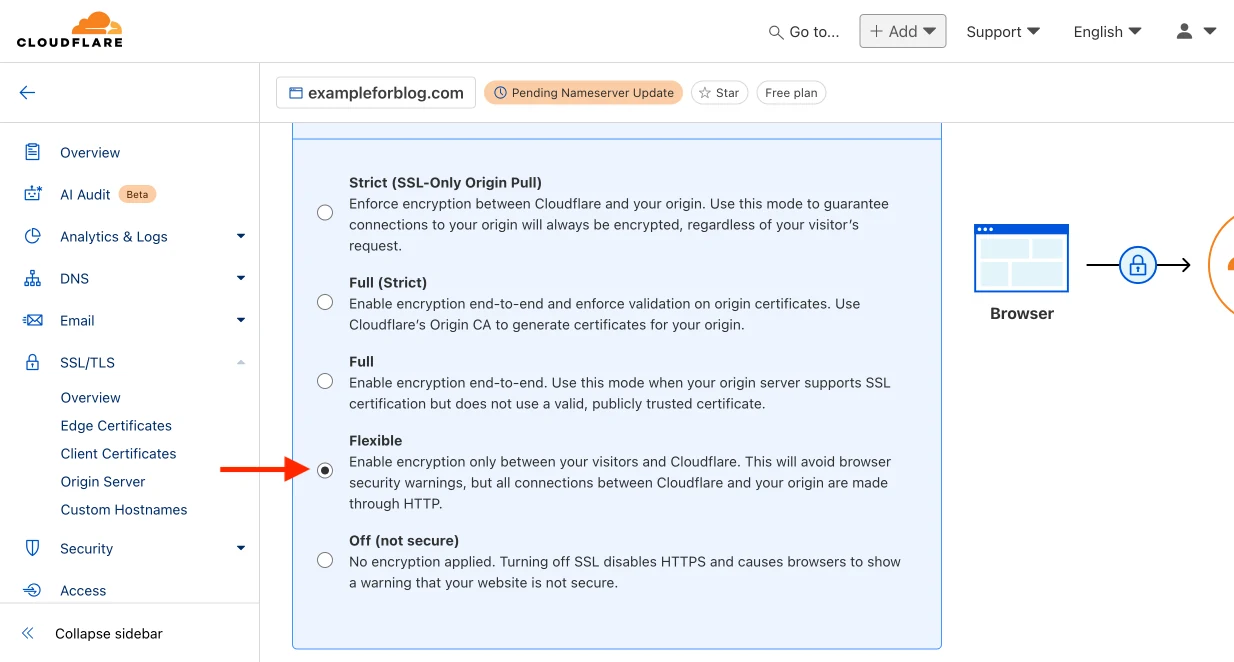 CLOUDFLARE
Go to...
Add
Support
English
exampleforblog.com
Pending Nameserver Update
Star
Free plan
Overview
AI Audit Beta
Analytics & Logs
DNS
Email
SSL/TLS
Overview
Edge Certificates
Client Certificates
Origin Server
Custom Hostnames
Security
Access
Collapse sidebar
Strict (SSL-Only Origin Pull)
Enforce encryption between Cloudflare and your origin. Use this mode to guarantee
connections to your origin will always be encrypted, regardless of your visitor’s
request.
Full (Strict)
Enable encryption end-to-end and enforce validation on origin certificates. Use
Cloudflare’s Origin CA to generate certificates for your origin.
Full
Enable encryption end-to-end. Use this mode when your origin server supports SSL
certification but does not use a valid, publicly trusted certificate.
Flexible
Enable encryption only between your visitors and Cloudflare. This will avoid browser
security warnings, but all connections between Cloudflare and your origin are made
through HTTP.
Off (not secure)
No encryption applied. Turning off SSL disables HTTPS and causes browsers to show
a warning that your website is not secure.
Browser